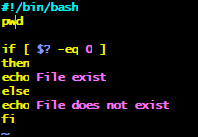 #!/bin/bash
pwd
if [ $? -eq 0 ]
then
echo File exist
else
echo File does not exist
fi
~